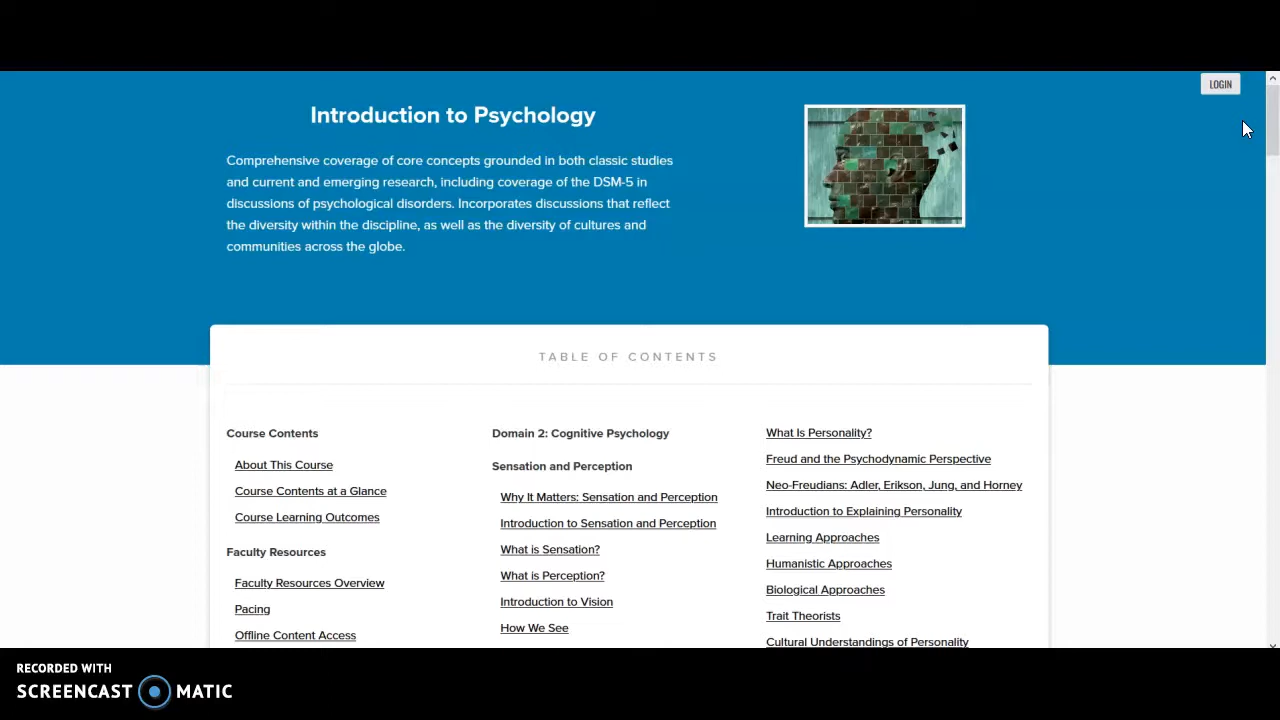 LOGIN
Introduction to Psychology
Comprehensive coverage of core concepts grounded in both classic studies
and current and emerging research, including coverage of the DSM-5 in
discussions of psychological disorders. Incorporates discussions that reflect
the diversity within the discipline, as well as the diversity of cultures and
communities across the globe.
TABLE OF CONTENTS
Course Contents
About This Course
Course Contents at a Glance
Course Learning Outcomes
Faculty Resources
Faculty Resources Overview
Pacing
Offline Content Access
Domain 2: Cognitive Psychology
Sensation and Perception
Why It Matters: Sensation and Perception
Introduction to Sensation and Perception
What is Sensation?
What is Perception?
Introduction to Vision
How We See
What Is Personality?
Freud and the Psychodynamic Perspective
Neo-Freudians: Adler, Erikson, Jung, and Horney
Introduction to Explaining Personality
Learning Approaches
Humanistic Approaches
Biological Approaches
Trait Theorists
Cultural Understandings of Personality
RECORDED WITH
SCREENCAST MATIC